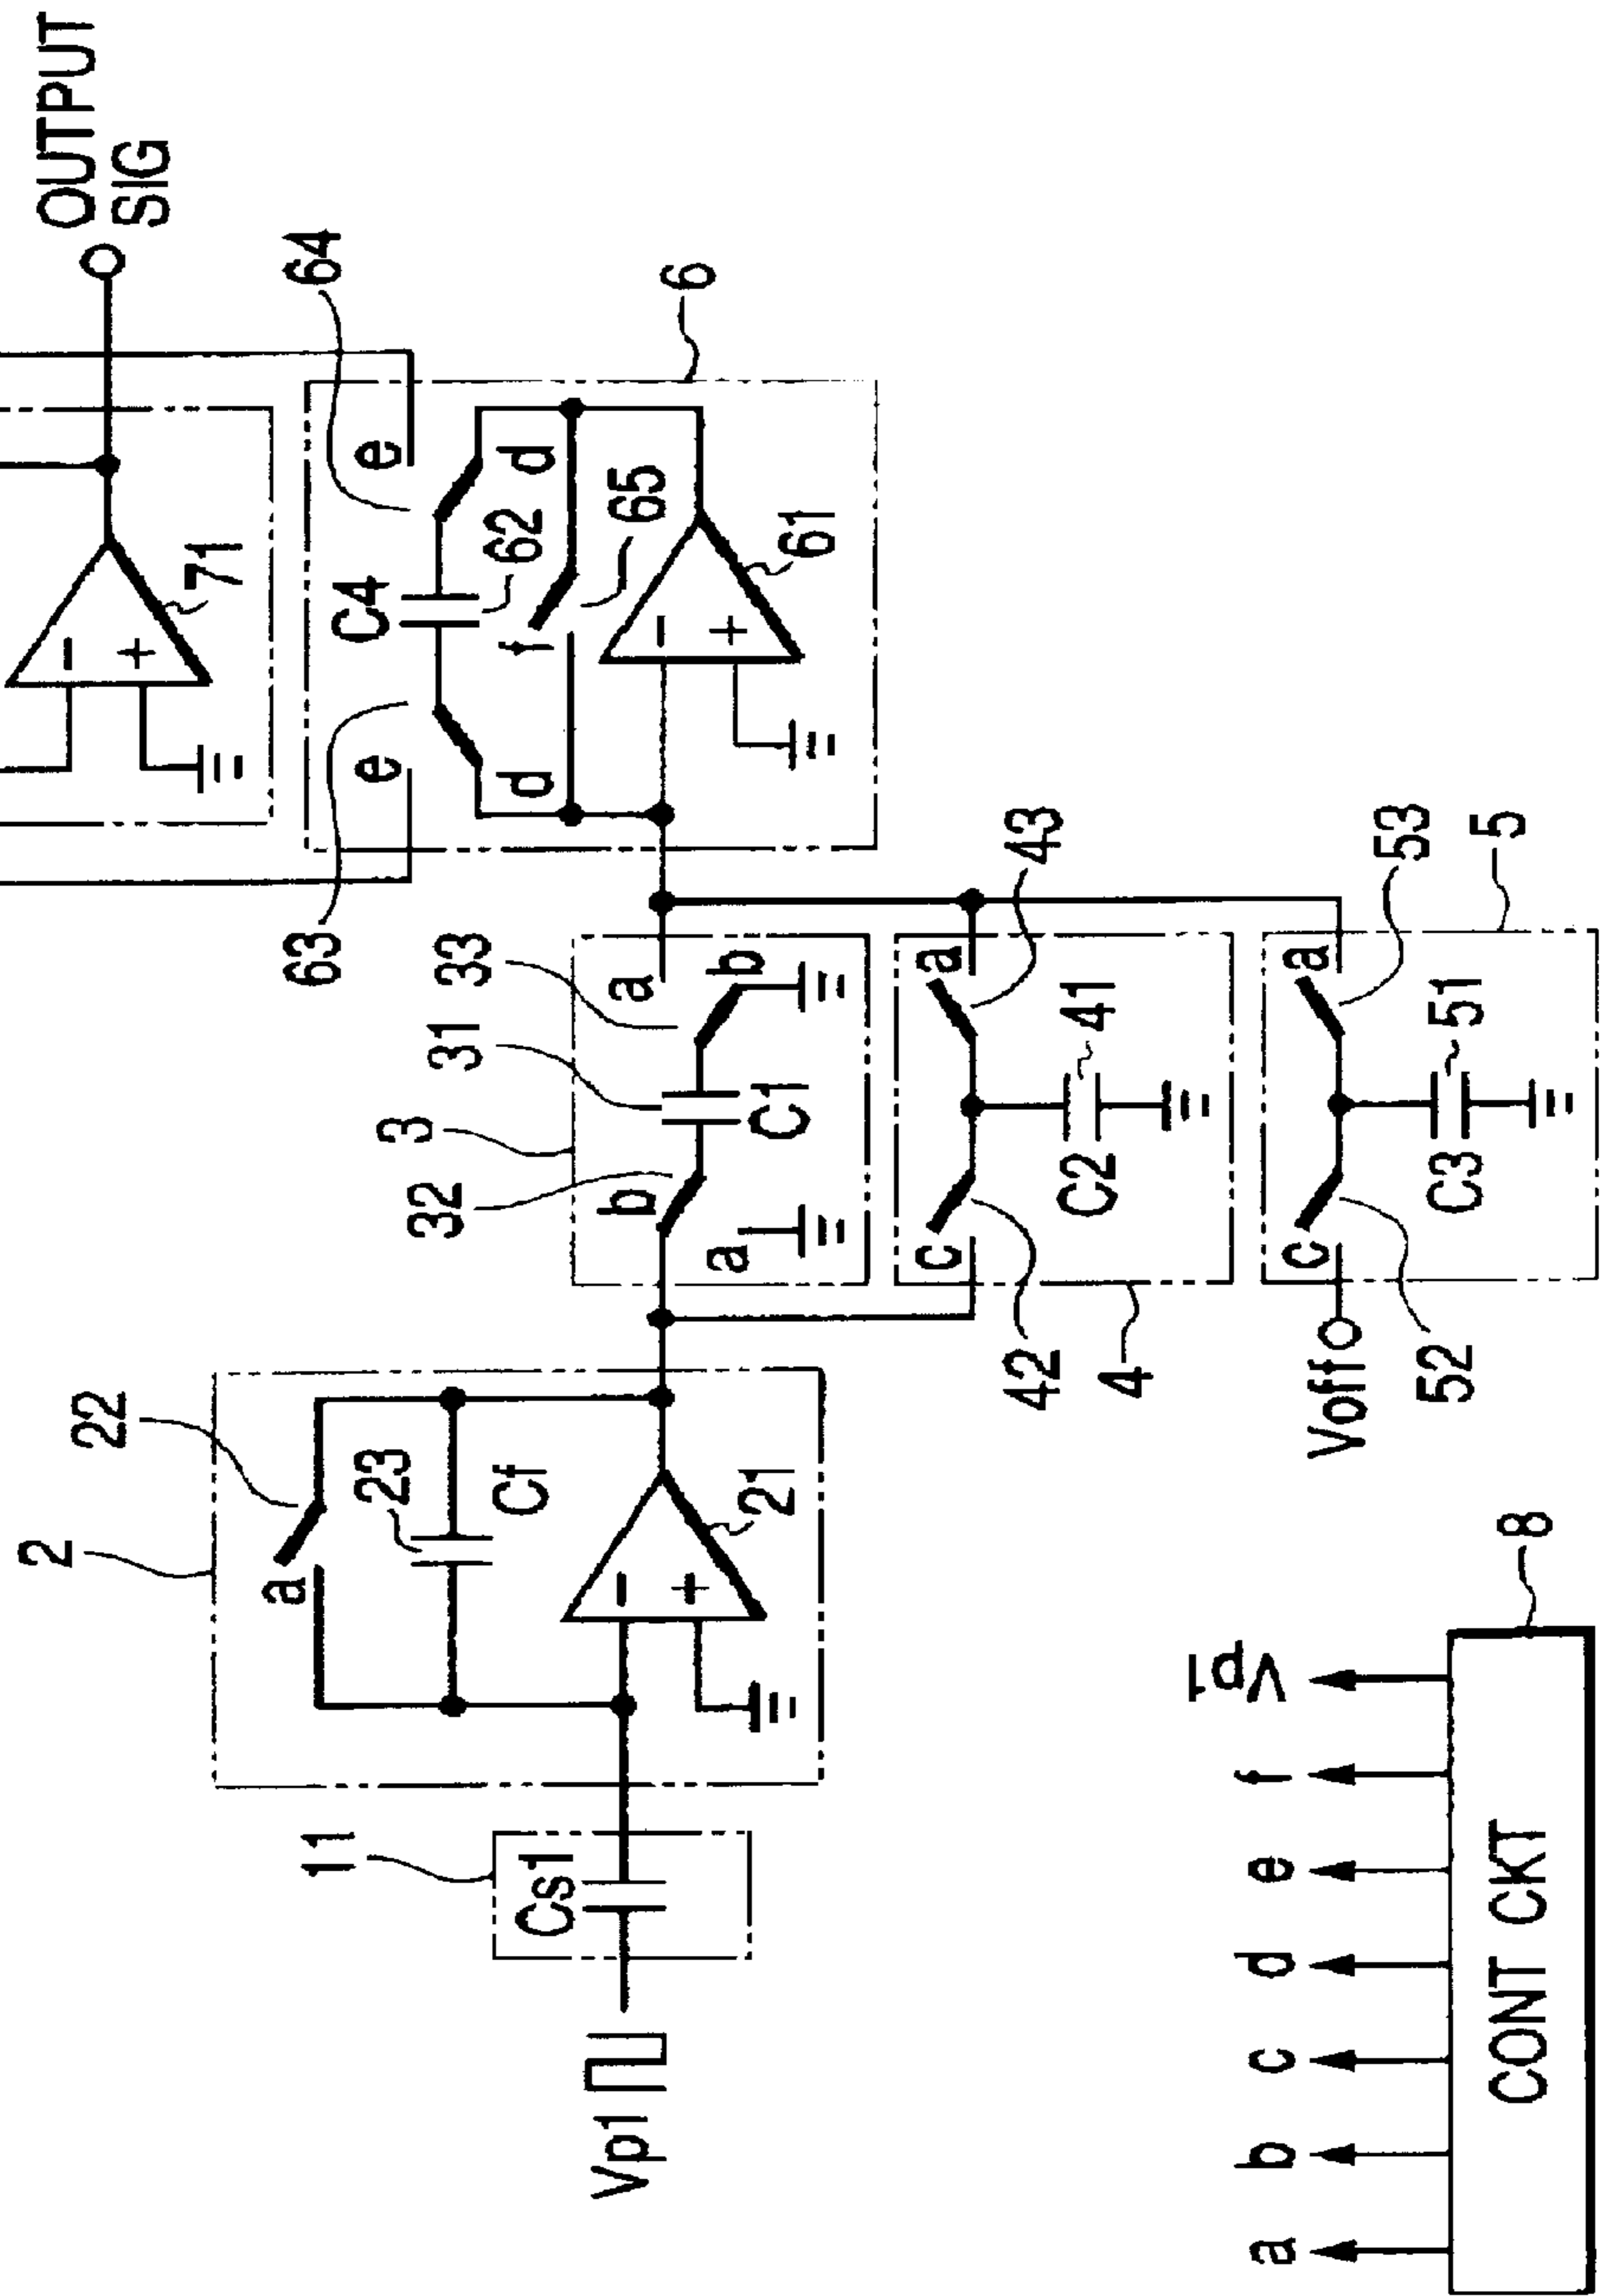 OUTPUT
SIG
71
64
e
e
C4
62
d
d
f
65
6
61
63
a
33
b
31
3
C1
32
b
a
43
a
41
C2
c
42
4
53
5
a
51
C3
c
52
Voff
2
22
a
23
Cf
21
11
Cs1
Vp1
8
a
b
c
d
e
f
Vp1
CONT CKT